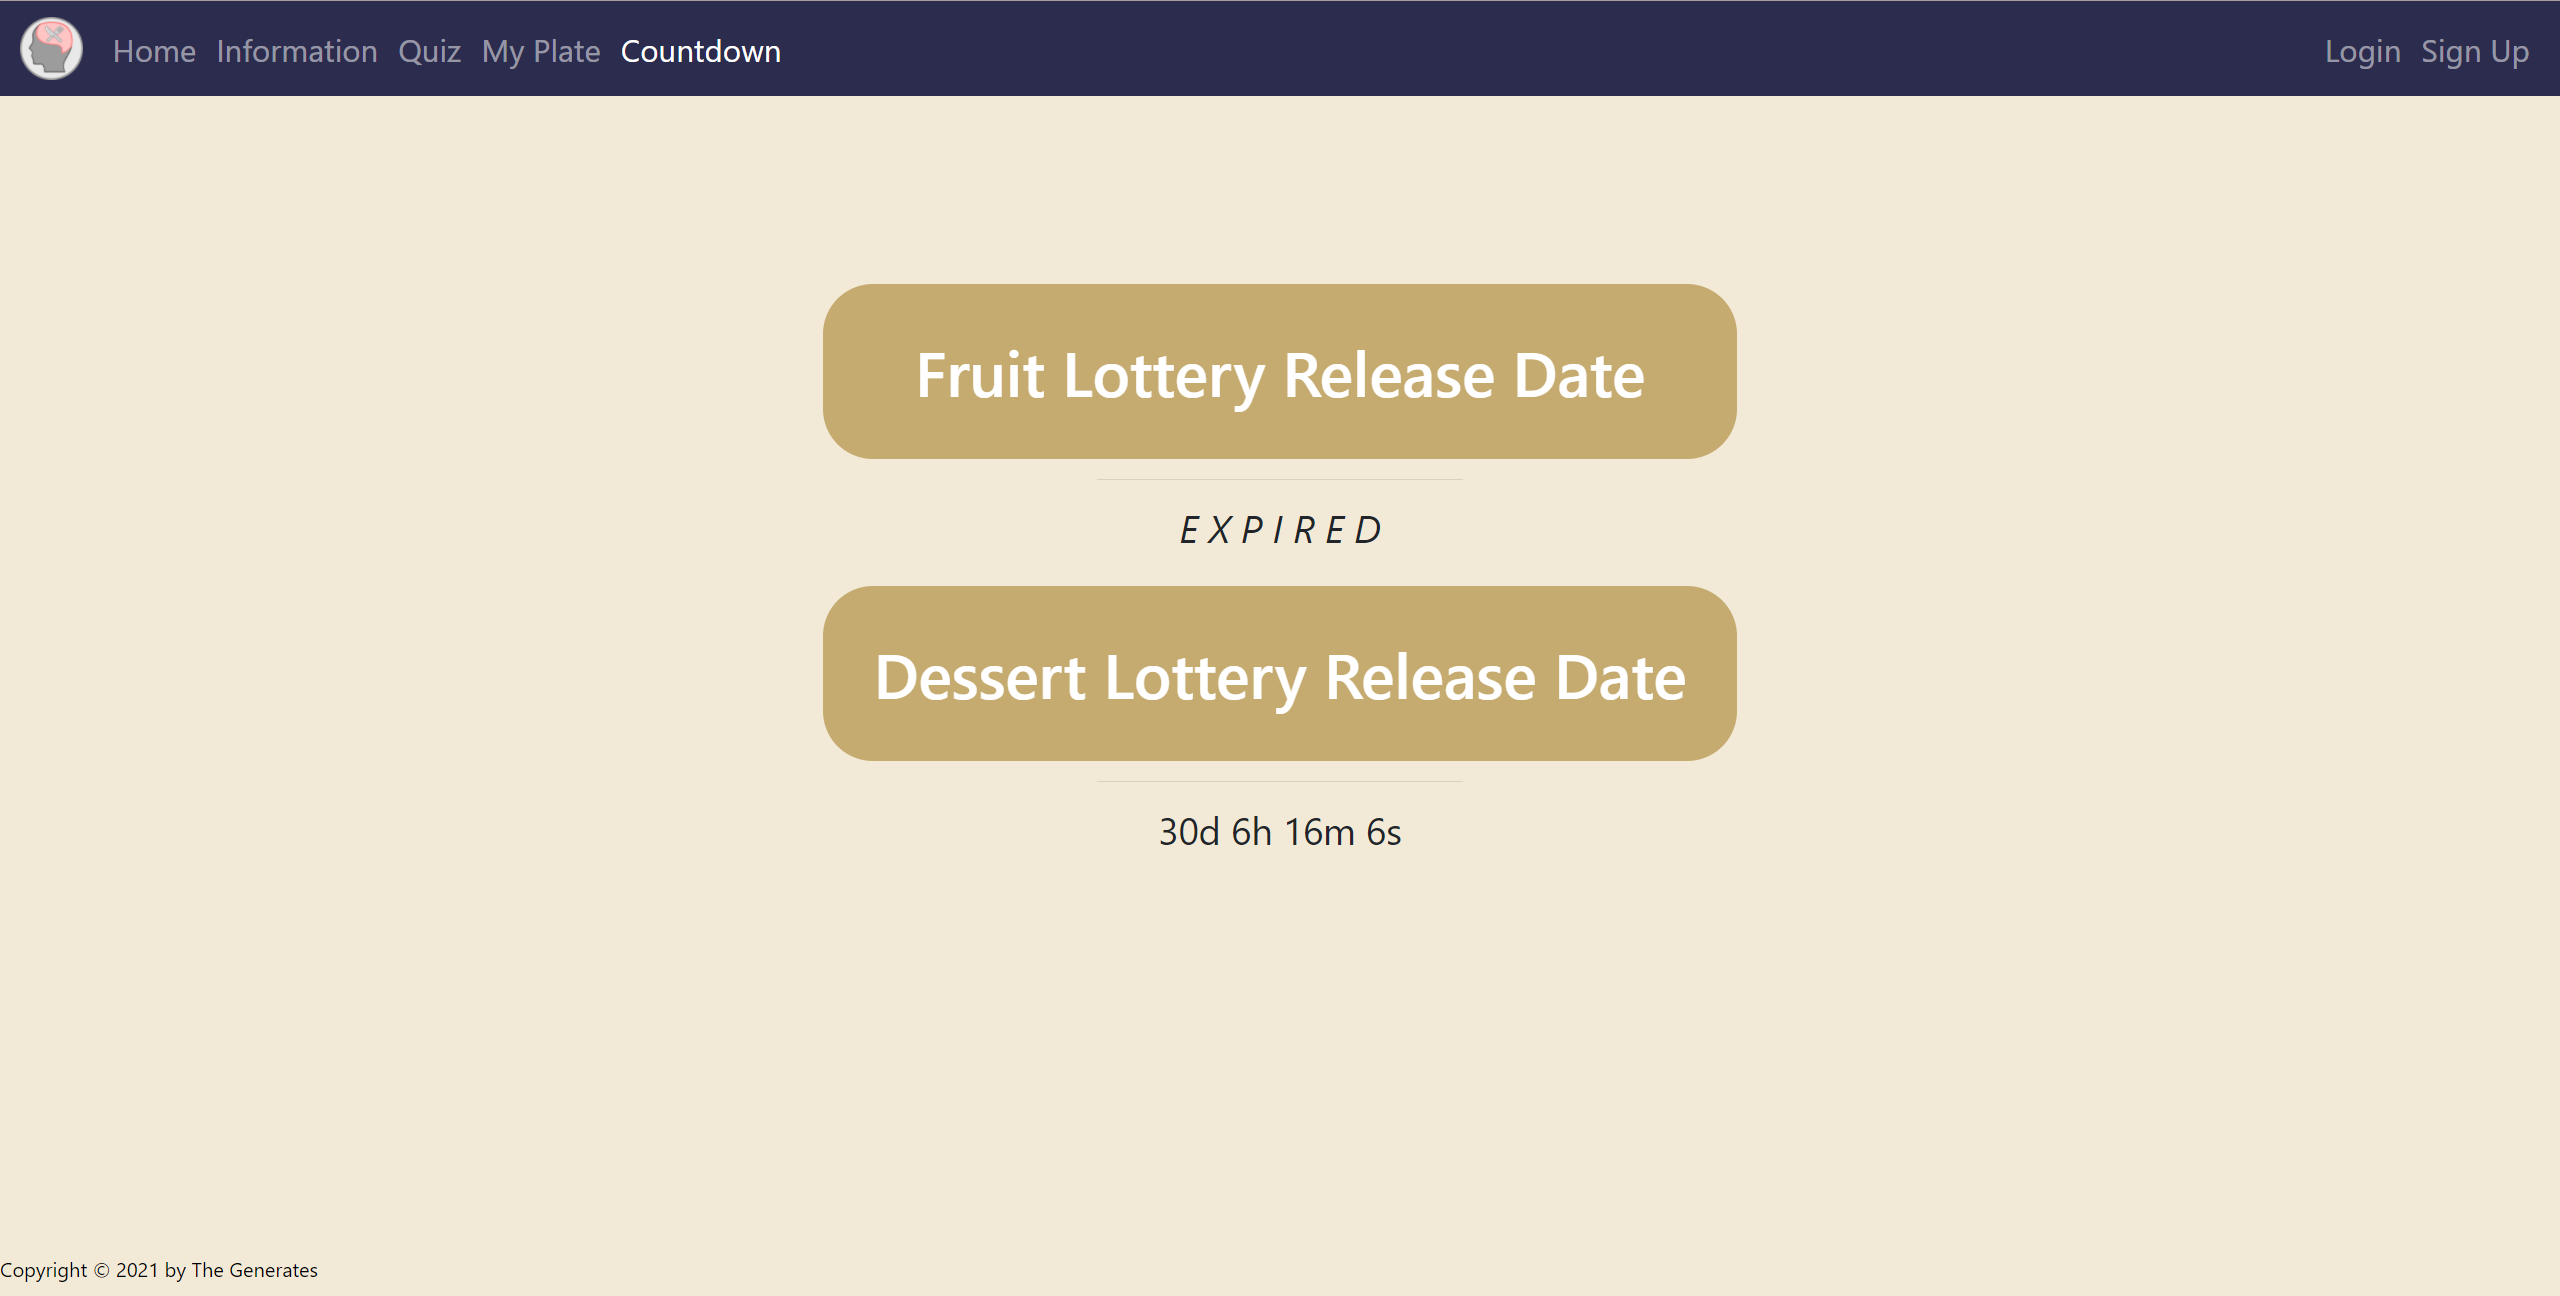 Home Information Quiz My Plate Countdown Login Sign Up
Fruit Lottery Release Date
E X P I R E D
Dessert Lottery Release Date
30d 6h 16m 6s
Copyright © 2021 by The Generates